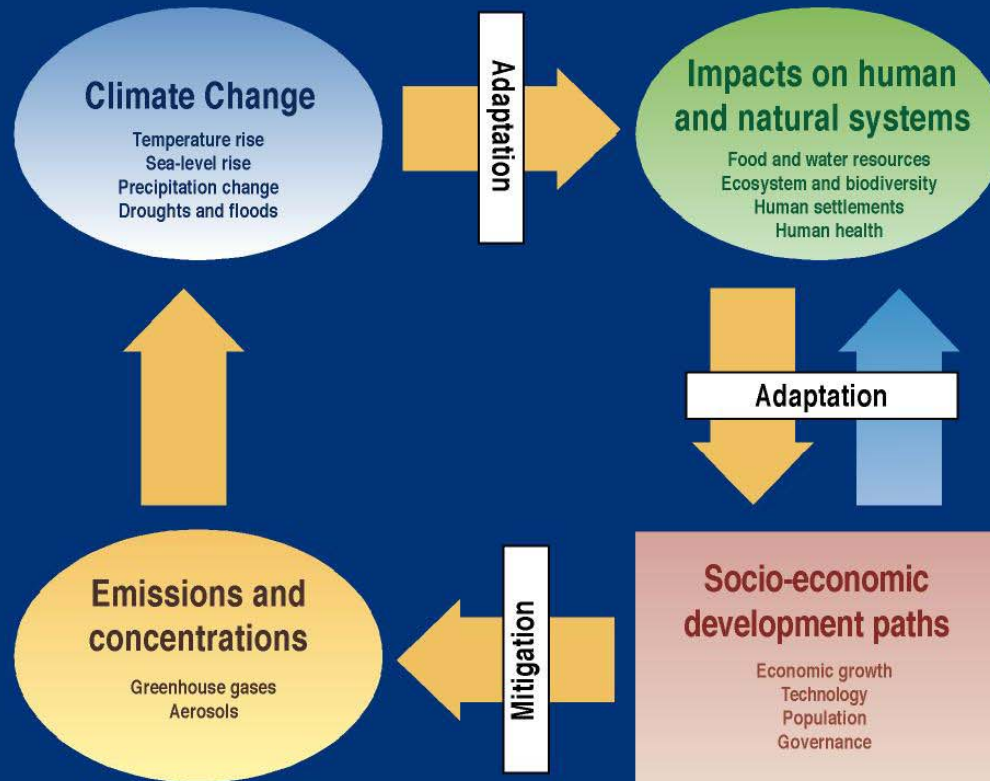 Climate Change
Temperature rise
Sea-level rise
Precipitation change
Droughts and floods
Adaptation
Impacts on human
and natural systems
Food and water resources
Ecosystem and biodiversity
Human settlements
Human health
Adaptation
Emissions and
concentrations
Greenhouse gases
Aerosols
Mitigation
Socio-economic
development paths
Economic growth
Technology
Population
Governance